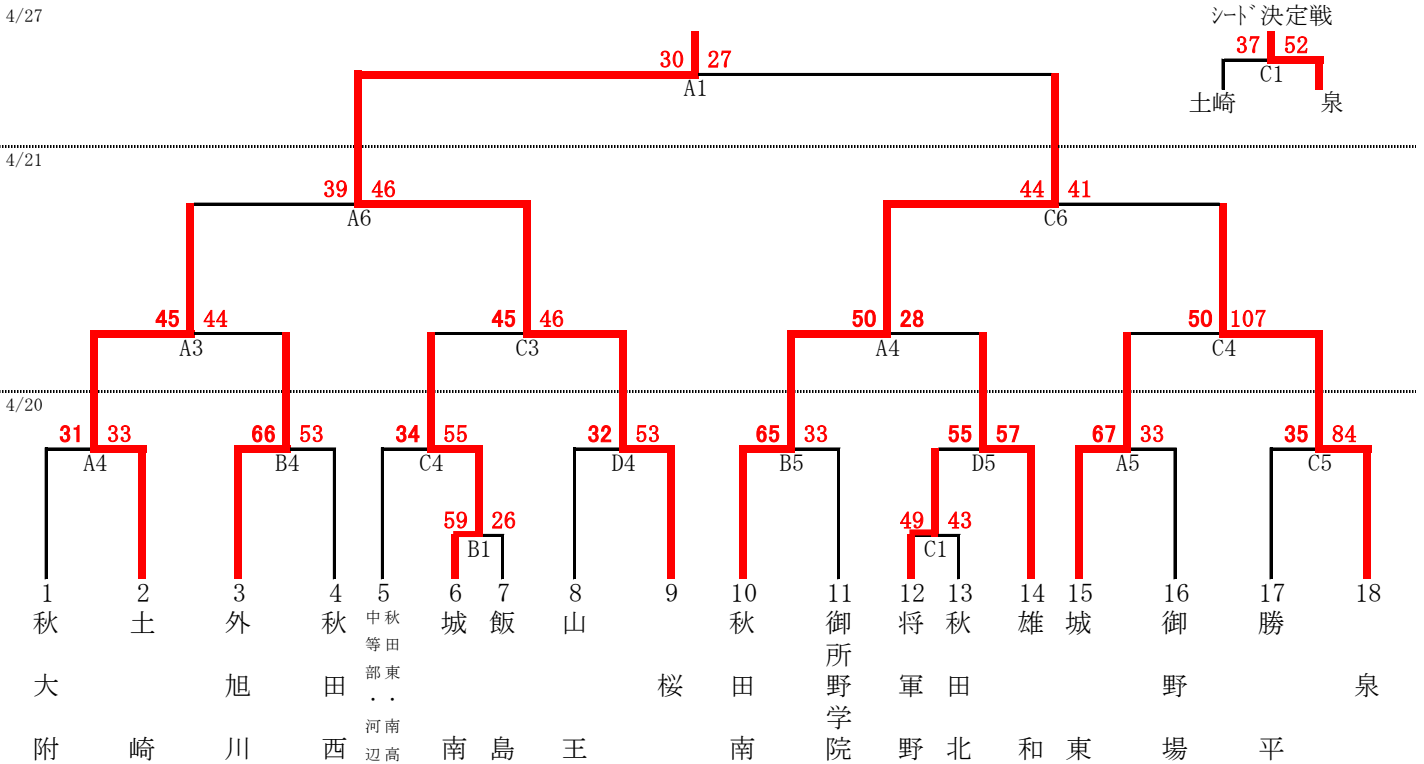 4/27
シード決定戦
37 52
C1
土崎 泉
30 27
A1
4/21
39 46
A6
44 41
C6
45 44
A3
45 46
C3
50 28
A4
50 107
C4
4/20
31 33
A4
66 53
B4
34 55
C4
32 53
D4
65 33
B5
55 57
D5
67 33
A5
35 84
C5
59 26
B1
49 43
C1
1 2 3 4 5 6 7 8 9 10 11 12 13 14 15 16 17 18
秋大附
土崎
外旭川
秋田西
秋田東・南高
中等部・河辺
城南
飯島
山王
桜
秋田南
御所野学院
将軍野
秋田北
雄和
城東
御野場
勝平
泉